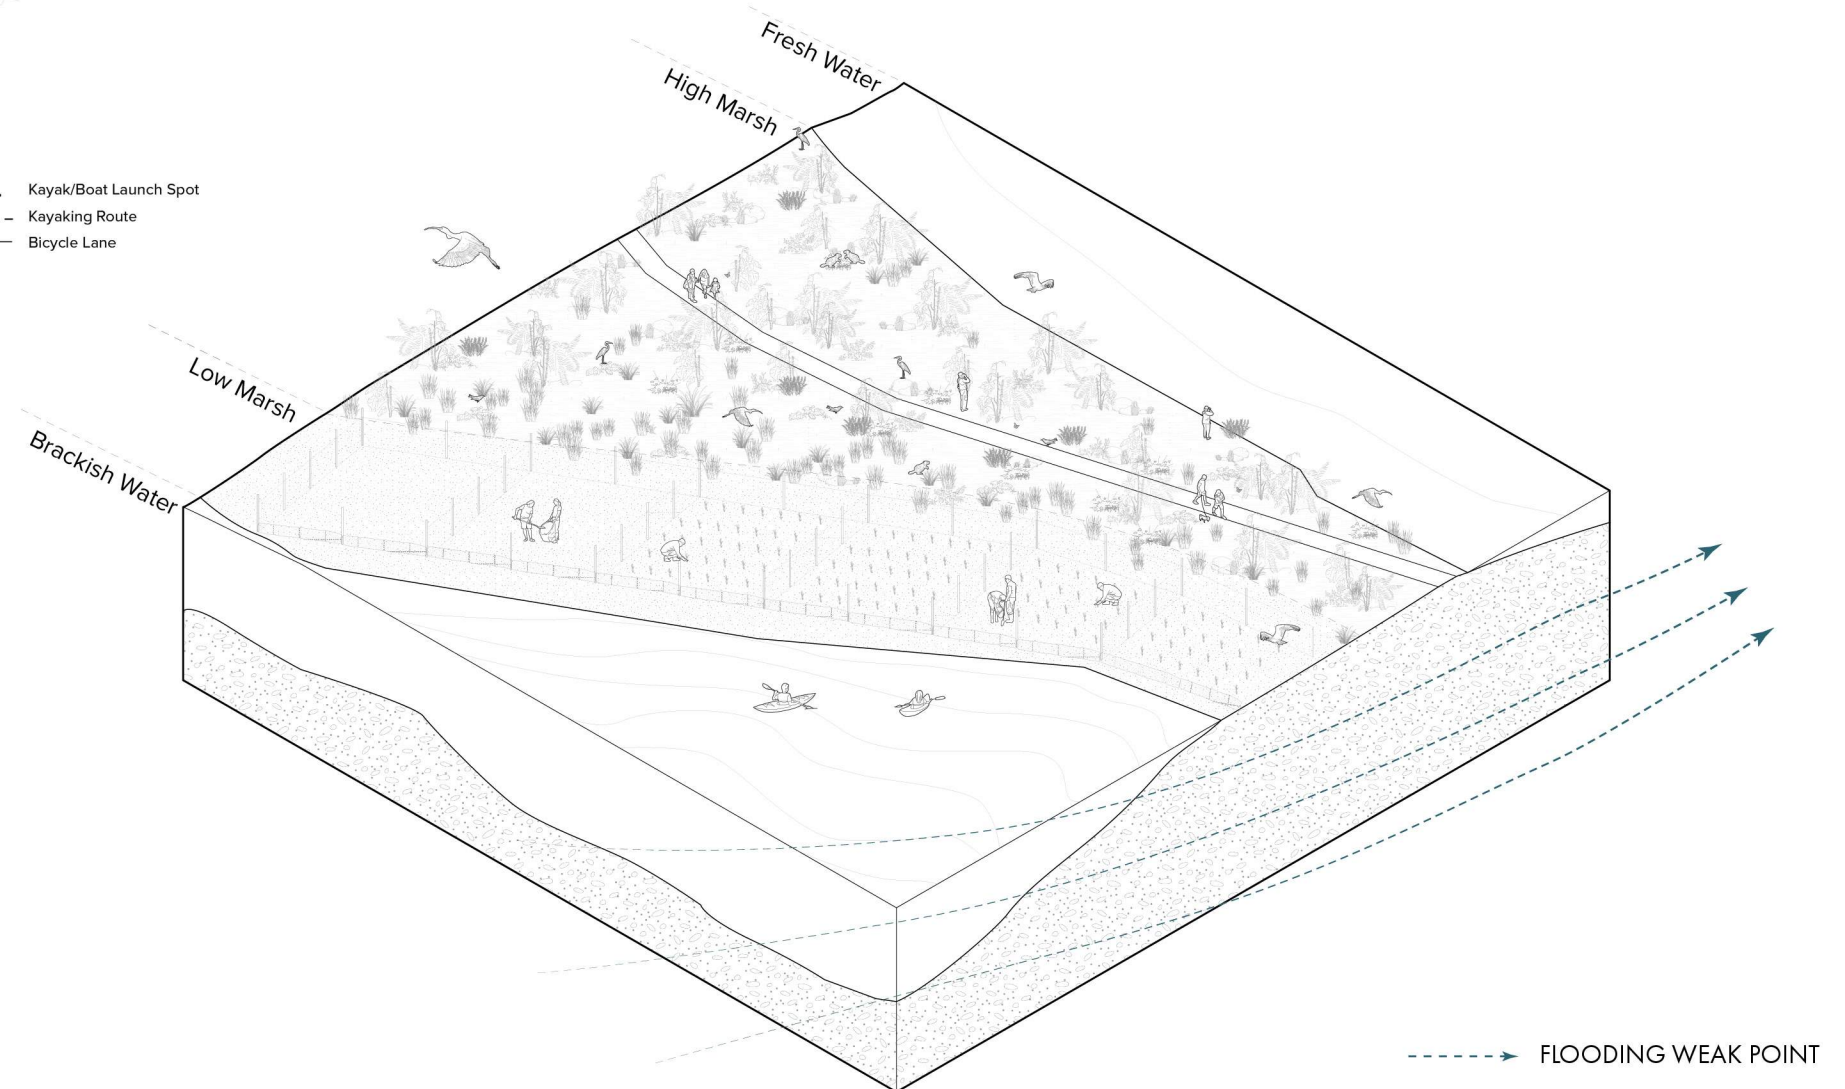 Fresh Water
High Marsh
Kayak/Boat Launch Spot
Kayaking Route
Bicycle Lane
Low Marsh
Brackish Water
FLOODING WEAK POINT